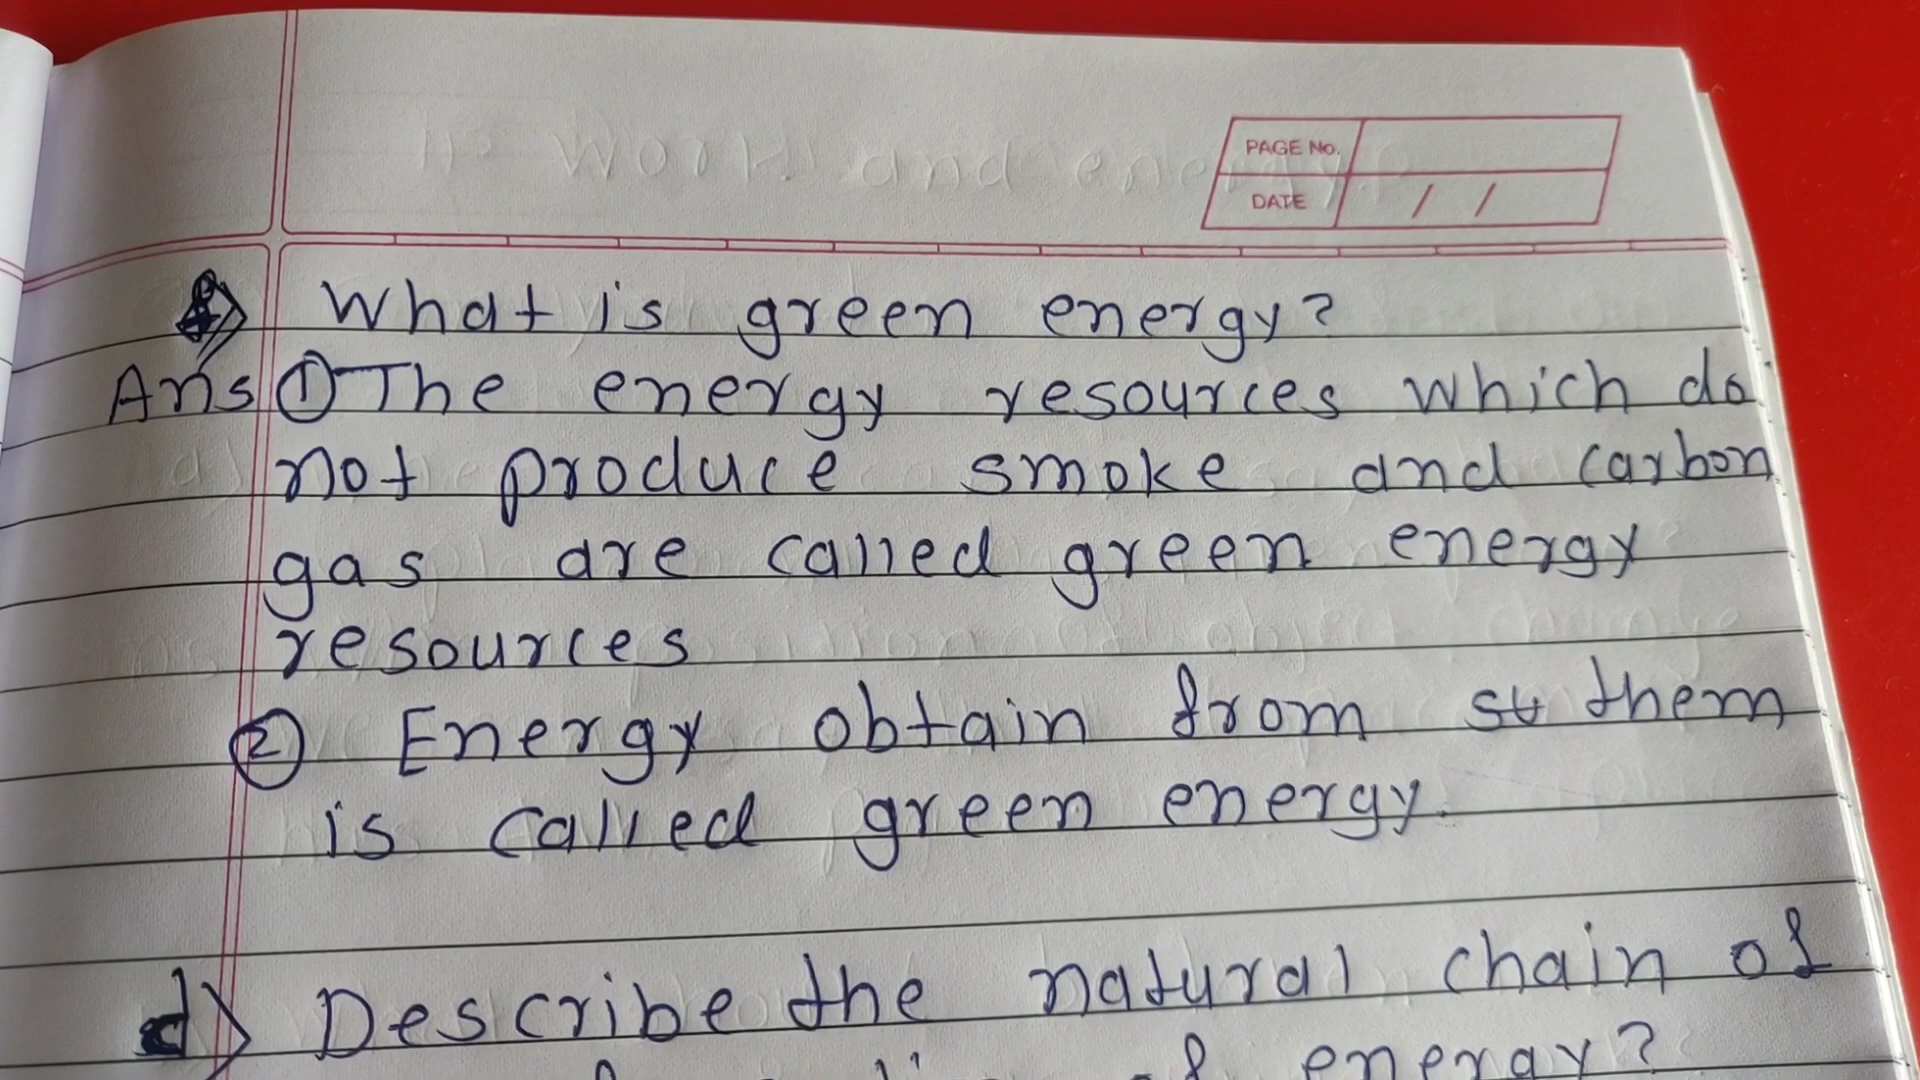 PAGE No.
DATE / /
What is green energy?
Ans ① The energy resources which do
not produce smoke and carbon
gas are called green energy
resources
② Energy obtain from them
is called green energy.
d) Describe the natural chain of
of energy?